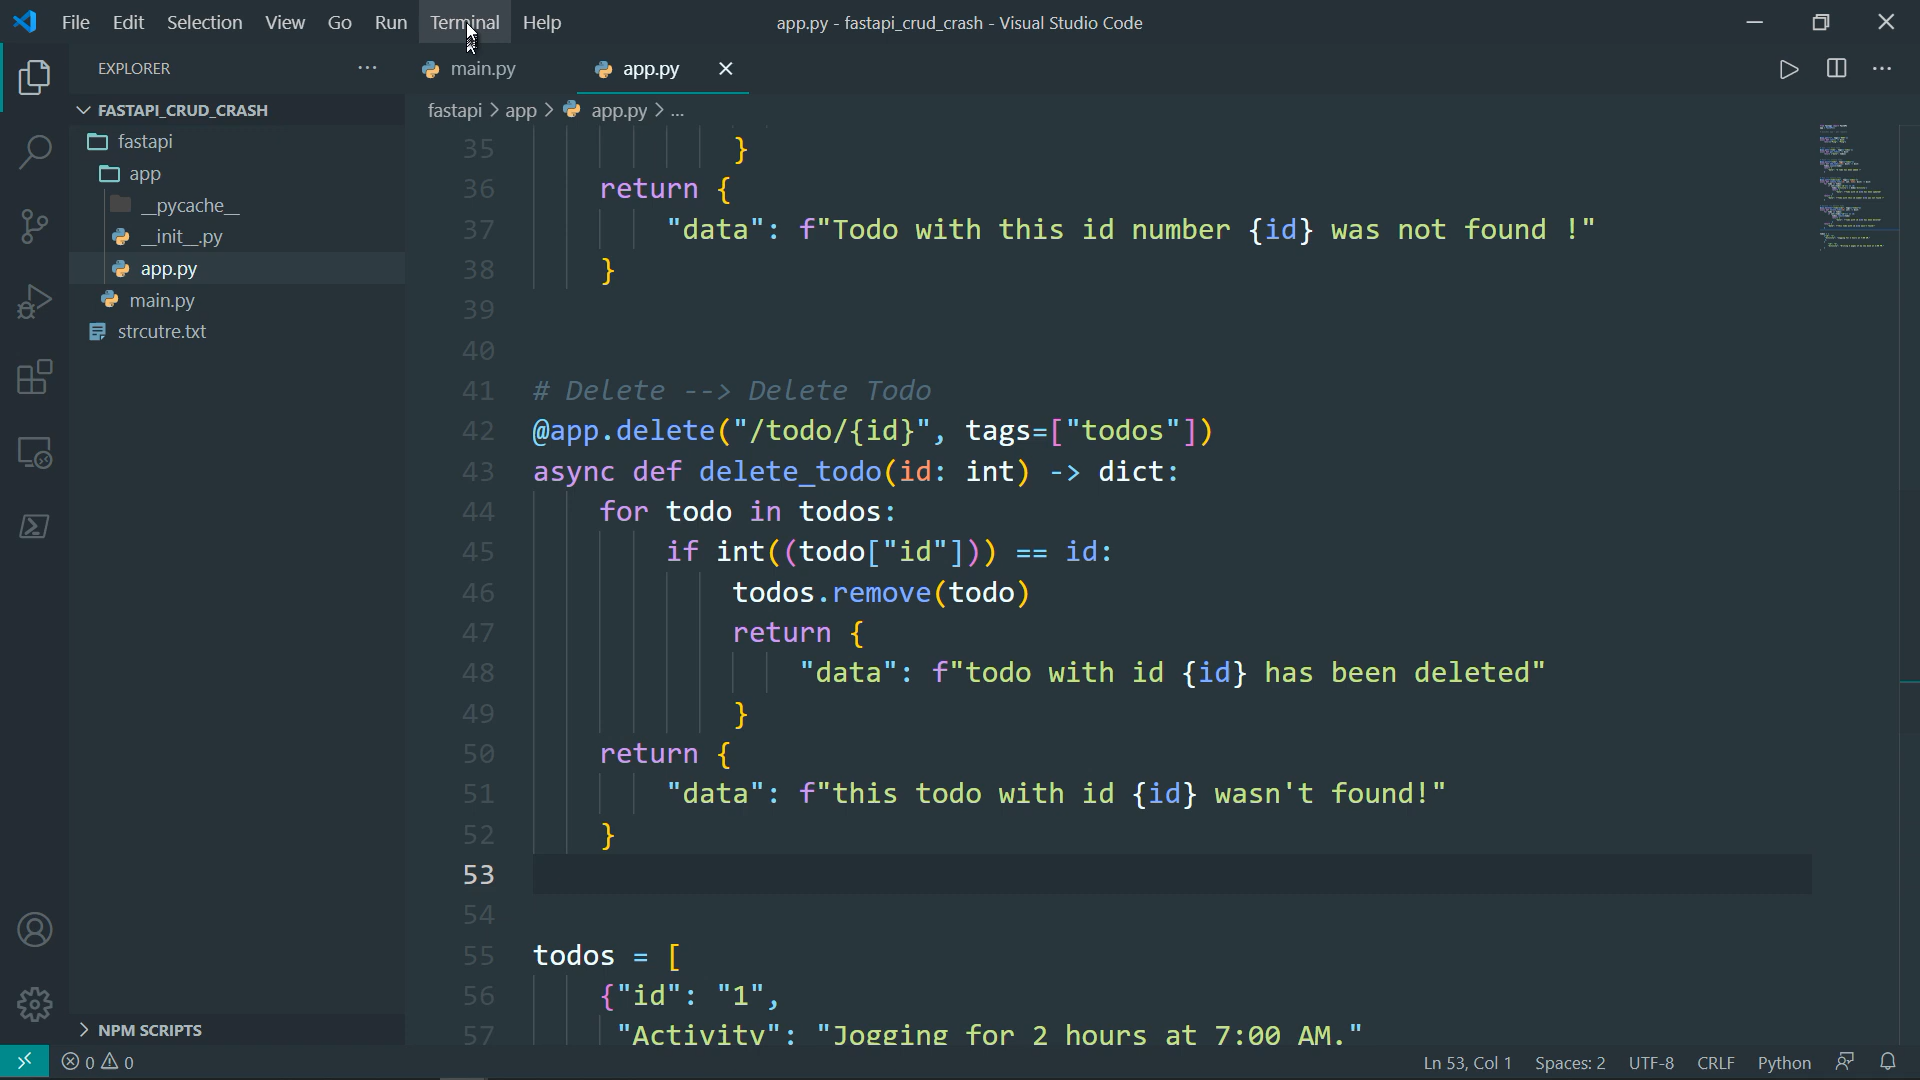 File Edit Selection View Go Run Terminal Help
app.py - fastapi_crud_crash - Visual Studio Code
EXPLORER
main.py
app.py
FASTAPI_CRUD_CRASH
fastapi
app
__pycache__
__init__.py
app.py
main.py
strcutre.txt
NPM SCRIPTS
fastapi > app > app.py > ...
35 }
36 return {
37 "data": f"Todo with this id number {id} was not found !"
38 }
39
40
41 # Delete --> Delete Todo
42 @app.delete("/todo/{id}", tags=["todos"])
43 async def delete_todo(id: int) -> dict:
44 for todo in todos:
45 if int((todo["id"])) == id:
46 todos.remove(todo)
47 return {
48 "data": f"todo with id {id} has been deleted"
49 }
50 return {
51 "data": f"this todo with id {id} wasn't found!"
52 }
53
54
55 todos = [
56 {"id": "1",
57 "Activity": "Jogging for 2 hours at 7:00 AM."
0 0
Ln 53, Col 1 Spaces: 2 UTF-8 CRLF Python